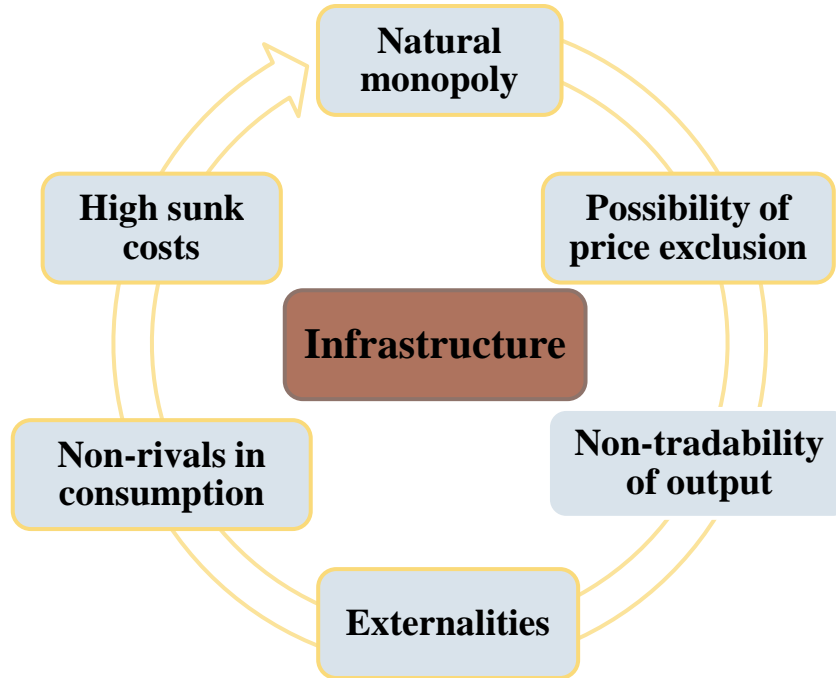 Natural
monopoly
High sunk
costs
Possibility of
price exclusion
Infrastructure
Non-rivals in
consumption
Non-tradability
of output
Externalities